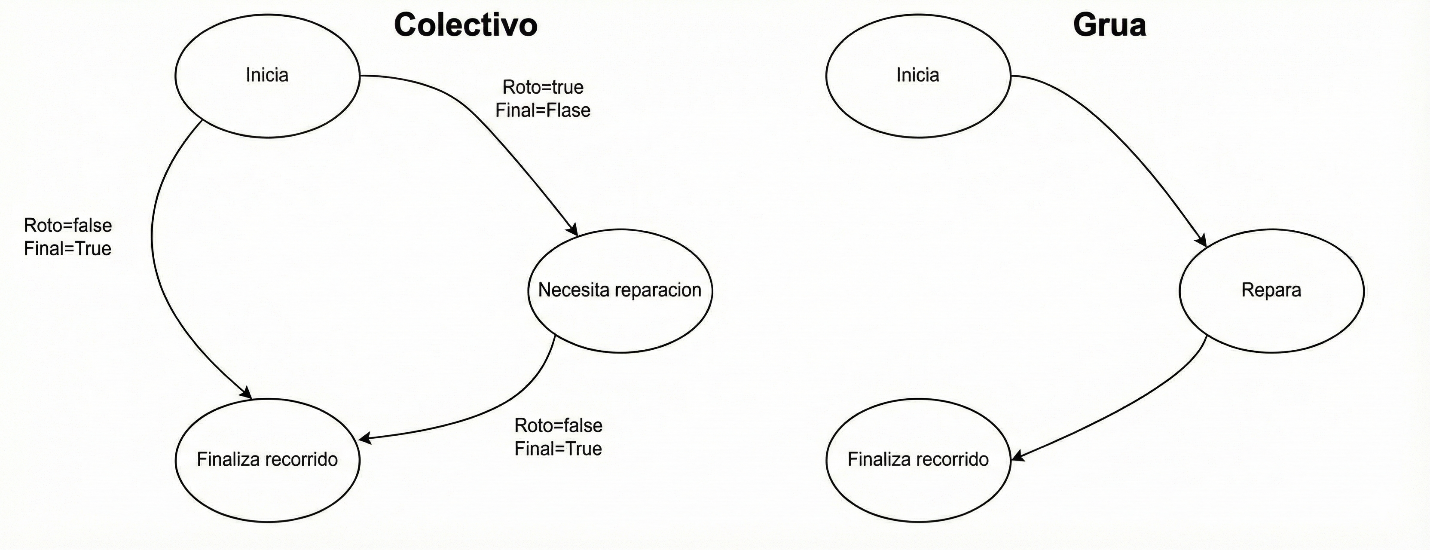 Colectivo
Inicia
Roto=true
Final=Flase
Roto=false
Final=True
Necesita reparacion
Roto=false
Final=True
Finaliza recorrido
Grua
Inicia
Repara
Finaliza recorrido